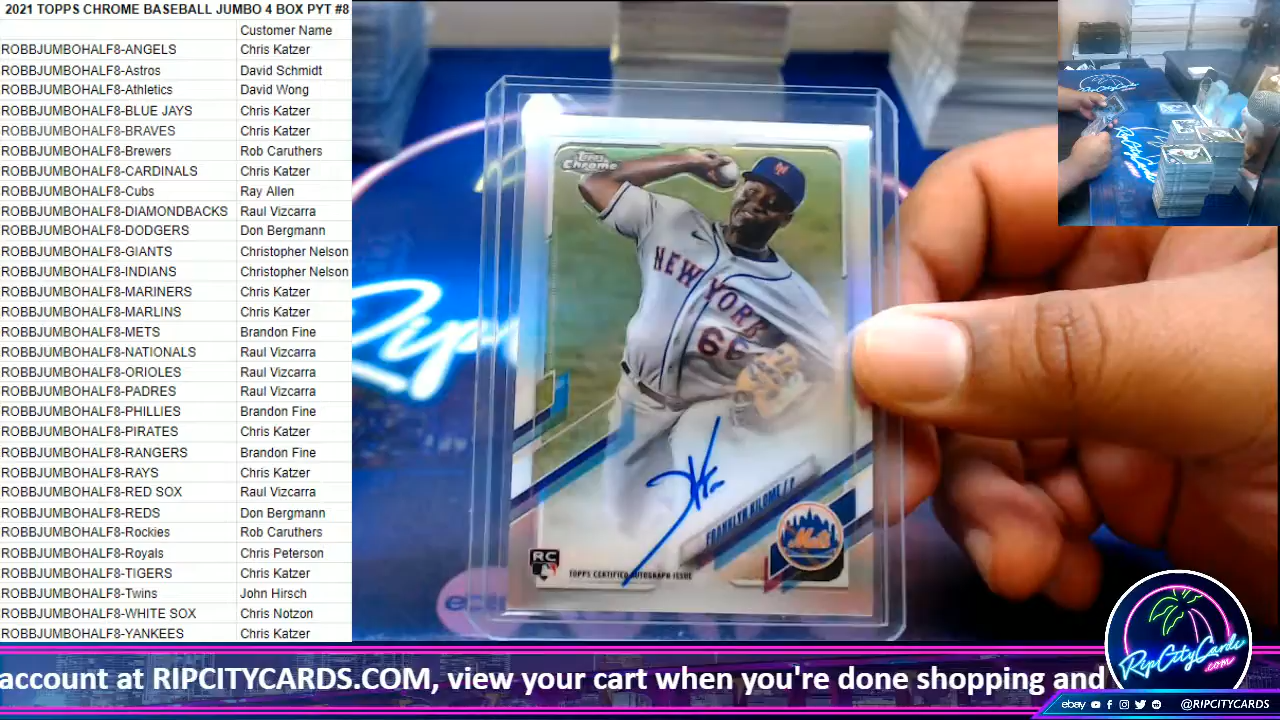 2021 TOPPS CHROME BASEBALL JUMBO 4 BOX PYT #8
Customer Name
ROBBJUMBOHALF8-ANGELS Chris Katzer
ROBBJUMBOHALF8-Astros David Schmidt
ROBBJUMBOHALF8-Athletics David Wong
ROBBJUMBOHALF8-BLUE JAYS Chris Katzer
ROBBJUMBOHALF8-BRAVES Chris Katzer
ROBBJUMBOHALF8-Brewers Rob Caruthers
ROBBJUMBOHALF8-CARDINALS Chris Katzer
ROBBJUMBOHALF8-Cubs Ray Allen
ROBBJUMBOHALF8-DIAMONDBACKS Raul Vizcarra
ROBBJUMBOHALF8-DODGERS Don Bergmann
ROBBJUMBOHALF8-GIANTS Christopher Nelson
ROBBJUMBOHALF8-INDIANS Christopher Nelson
ROBBJUMBOHALF8-MARINERS Chris Katzer
ROBBJUMBOHALF8-MARLINS Chris Katzer
ROBBJUMBOHALF8-METS Brandon Fine
ROBBJUMBOHALF8-NATIONALS Raul Vizcarra
ROBBJUMBOHALF8-ORIOLES Raul Vizcarra
ROBBJUMBOHALF8-PADRES Raul Vizcarra
ROBBJUMBOHALF8-PHILLIES Brandon Fine
ROBBJUMBOHALF8-PIRATES Chris Katzer
ROBBJUMBOHALF8-RANGERS Brandon Fine
ROBBJUMBOHALF8-RAYS Chris Katzer
ROBBJUMBOHALF8-RED SOX Raul Vizcarra
ROBBJUMBOHALF8-REDS Don Bergmann
ROBBJUMBOHALF8-Rockies Rob Caruthers
ROBBJUMBOHALF8-Royals Chris Peterson
ROBBJUMBOHALF8-TIGERS Chris Katzer
ROBBJUMBOHALF8-Twins John Hirsch
ROBBJUMBOHALF8-WHITE SOX Chris Notzon
ROBBJUMBOHALF8-YANKEES Chris Katzer
Topps
Chrome
NEW YORK
66
FRANKLYN KILOME / P
Mets
RC
TOPPS CERTIFIED AUTOGRAPH ISSUE
account at RIPCITYCARDS.COM, view your cart when you're done shopping and
RipCityCards
.com
ebay @RIPCITYCARDS